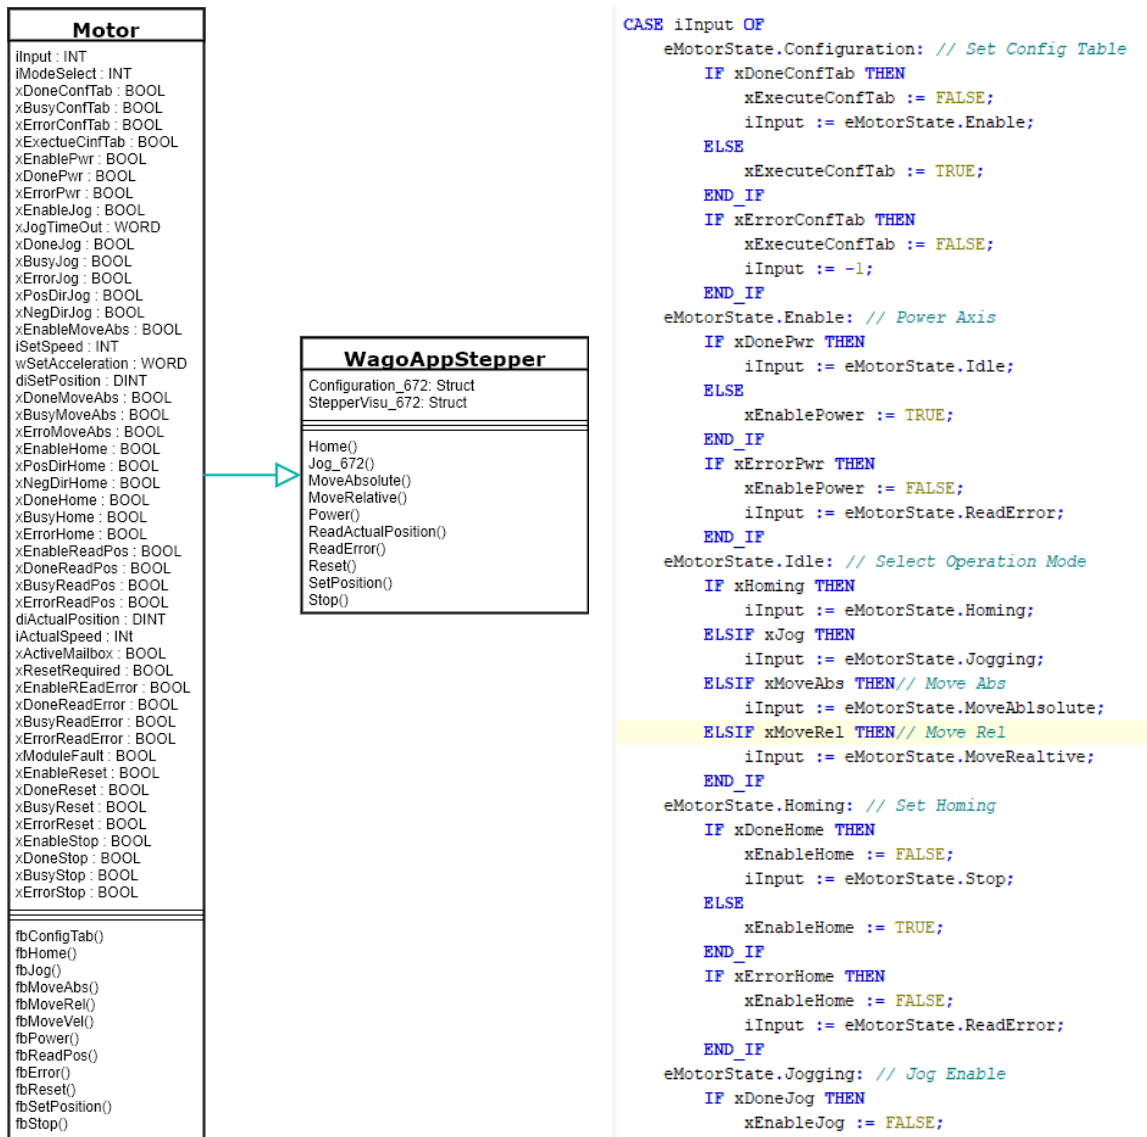 Motor
iInput : INT
iModeSelect : INT
xDoneConfTab : BOOL
xBusyConfTab : BOOL
xErrorConfTab : BOOL
xExectueCinfTab : BOOL
xEnablePwr : BOOL
xDonePwr : BOOL
xErrorPwr : BOOL
xEnableJog : BOOL
xJogTimeOut : WORD
xDoneJog : BOOL
xBusyJog : BOOL
xErrorJog : BOOL
xPosDirJog : BOOL
xNegDirJog : BOOL
xEnableMoveAbs : BOOL
iSetSpeed : INT
wSetAcceleration : WORD
diSetPosition : DINT
xDoneMoveAbs : BOOL
xBusyMoveAbs : BOOL
xErroMoveAbs : BOOL
xEnableHome : BOOL
xPosDirHome : BOOL
xNegDirHome : BOOL
xDoneHome : BOOL
xBusyHome : BOOL
xErrorHome : BOOL
xEnableReadPos : BOOL
xDoneReadPos : BOOL
xBusyReadPos : BOOL
xErrorReadPos : BOOL
diActualPosition : DINT
iActualSpeed : INt
xActiveMailbox : BOOL
xResetRequired : BOOL
xEnableREadError : BOOL
xDoneReadError : BOOL
xBusyReadError : BOOL
xErrorReadError : BOOL
xModuleFault : BOOL
xEnableReset : BOOL
xDoneReset : BOOL
xBusyReset : BOOL
xErrorReset : BOOL
xEnableStop : BOOL
xDoneStop : BOOL
xBusyStop : BOOL
xErrorStop : BOOL
fbConfigTab()
fbHome()
fbJog()
fbMoveAbs()
fbMoveRel()
fbMoveVel()
fbPower()
fbReadPos()
fbError()
fbReset()
fbSetPosition()
fbStop()
WagoAppStepper
Configuration_672: Struct
StepperVisu_672: Struct
Home()
Jog_672()
MoveAbsolute()
MoveRelative()
Power()
ReadActualPosition()
ReadError()
Reset()
SetPosition()
Stop()
CASE iInput OF
eMotorState.Configuration: // Set Config Table
IF xDoneConfTab THEN
xExecuteConfTab := FALSE;
iInput := eMotorState.Enable;
ELSE
xExecuteConfTab := TRUE;
END_IF
IF xErrorConfTab THEN
xExecuteConfTab := FALSE;
iInput := -1;
END_IF
eMotorState.Enable: // Power Axis
IF xDonePwr THEN
iInput := eMotorState.Idle;
ELSE
xEnablePower := TRUE;
END_IF
IF xErrorPwr THEN
xEnablePower := FALSE;
iInput := eMotorState.ReadError;
END_IF
eMotorState.Idle: // Select Operation Mode
IF xHoming THEN
iInput := eMotorState.Homing;
ELSIF xJog THEN
iInput := eMotorState.Jogging;
ELSIF xMoveAbs THEN// Move Abs
iInput := eMotorState.MoveAblsolute;
ELSIF xMoveRel THEN// Move Rel
iInput := eMotorState.MoveRealtive;
END_IF
eMotorState.Homing: // Set Homing
IF xDoneHome THEN
xEnableHome := FALSE;
iInput := eMotorState.Stop;
ELSE
xEnableHome := TRUE;
END_IF
IF xErrorHome THEN
xEnableHome := FALSE;
iInput := eMotorState.ReadError;
END_IF
eMotorState.Jogging: // Jog Enable
IF xDoneJog THEN
xEnableJog := FALSE;